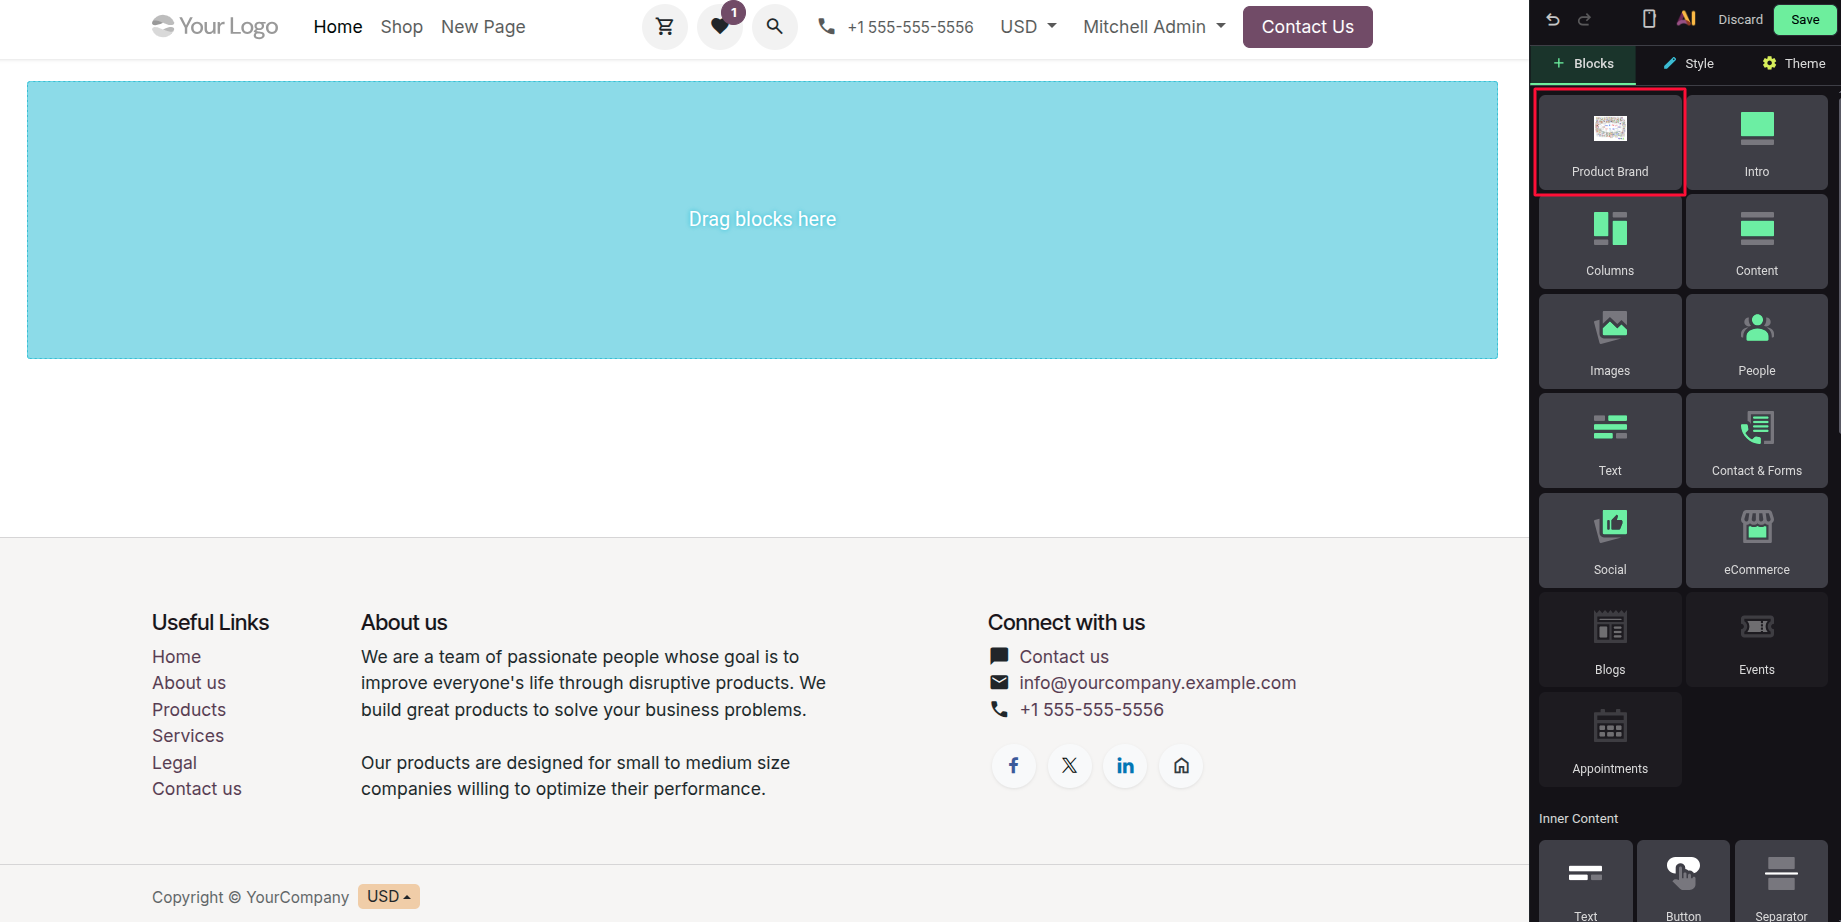 Your Logo
Home Shop New Page
1
+1 555-555-5556
USD
Mitchell Admin
Contact Us
AI
Discard
Save
Blocks
Style
Theme
Drag blocks here
Product Brand
Intro
Columns
Content
Images
People
Text
Contact & Forms
Social
eCommerce
Blogs
Events
Appointments
Inner Content
Text
Button
Separator
Useful Links
Home
About us
Products
Services
Legal
Contact us
About us
We are a team of passionate people whose goal is to
improve everyone's life through disruptive products. We
build great products to solve your business problems.
Our products are designed for small to medium size
companies willing to optimize their performance.
Connect with us
Contact us
info@yourcompany.example.com
+1 555-555-5556
Copyright © YourCompany
USD